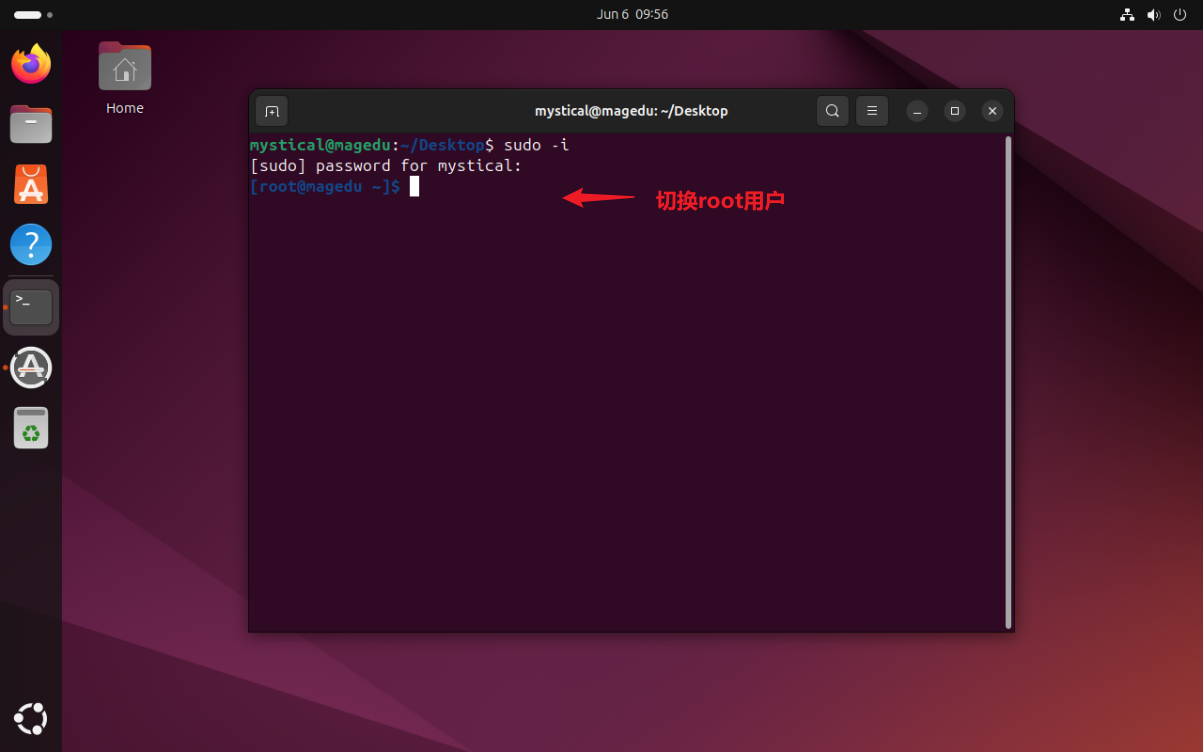 Jun 6 09:56
Home
mystical@magedu: ~/Desktop
mystical@magedu:~/Desktop$ sudo -i
[sudo] password for mystical:
[root@magedu ~]$
切换root用户